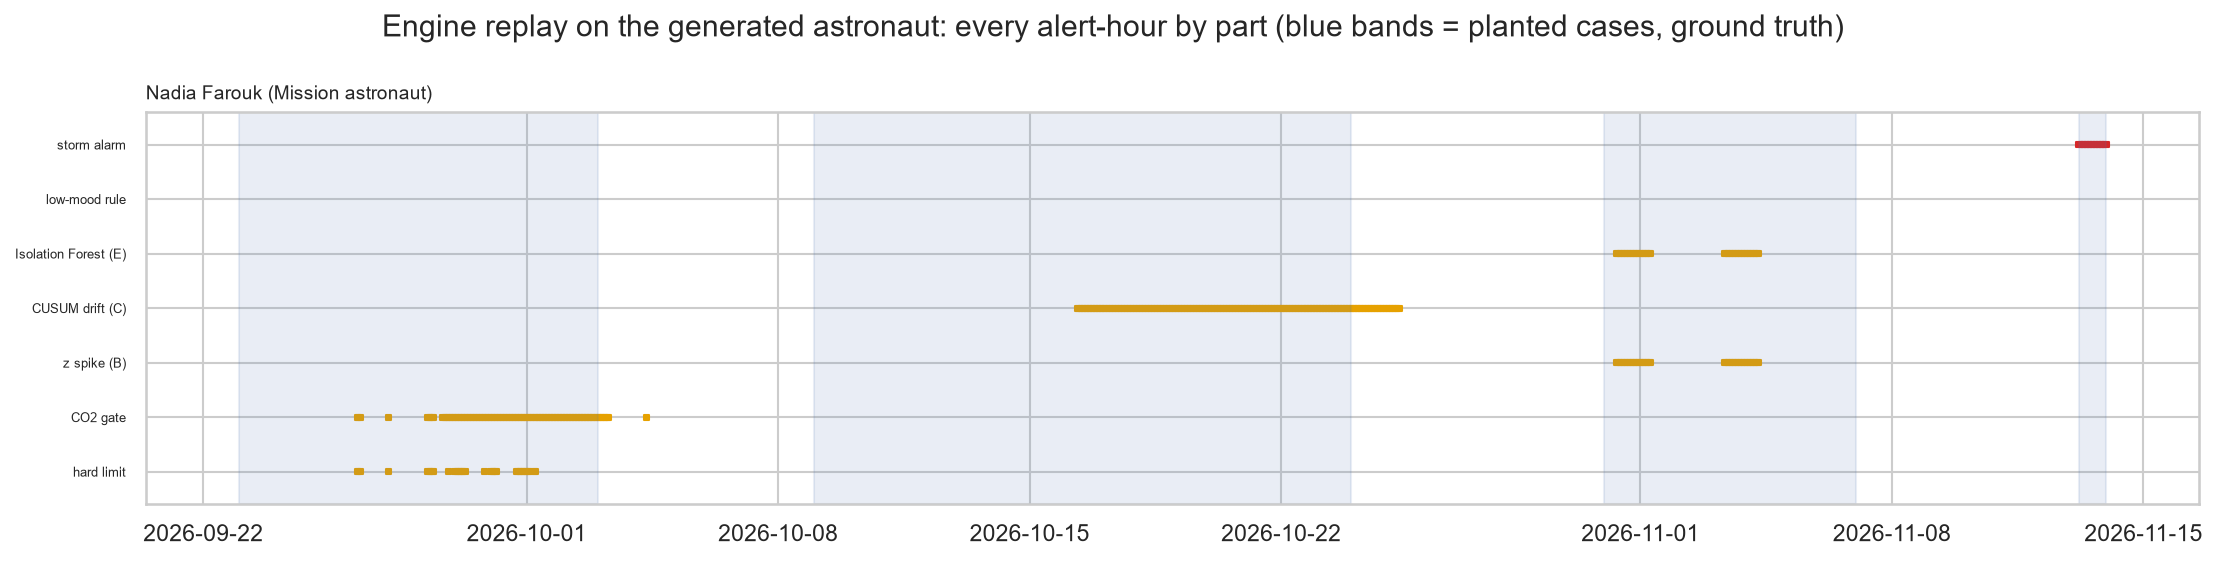 Engine replay on the generated astronaut: every alert-hour by part (blue bands = planted cases, ground truth)
Nadia Farouk (Mission astronaut)
storm alarm
low-mood rule
Isolation Forest (E)
CUSUM drift (C)
z spike (B)
CO2 gate
hard limit
2026-09-22
2026-10-01
2026-10-08
2026-10-15
2026-10-22
2026-11-01
2026-11-08
2026-11-15